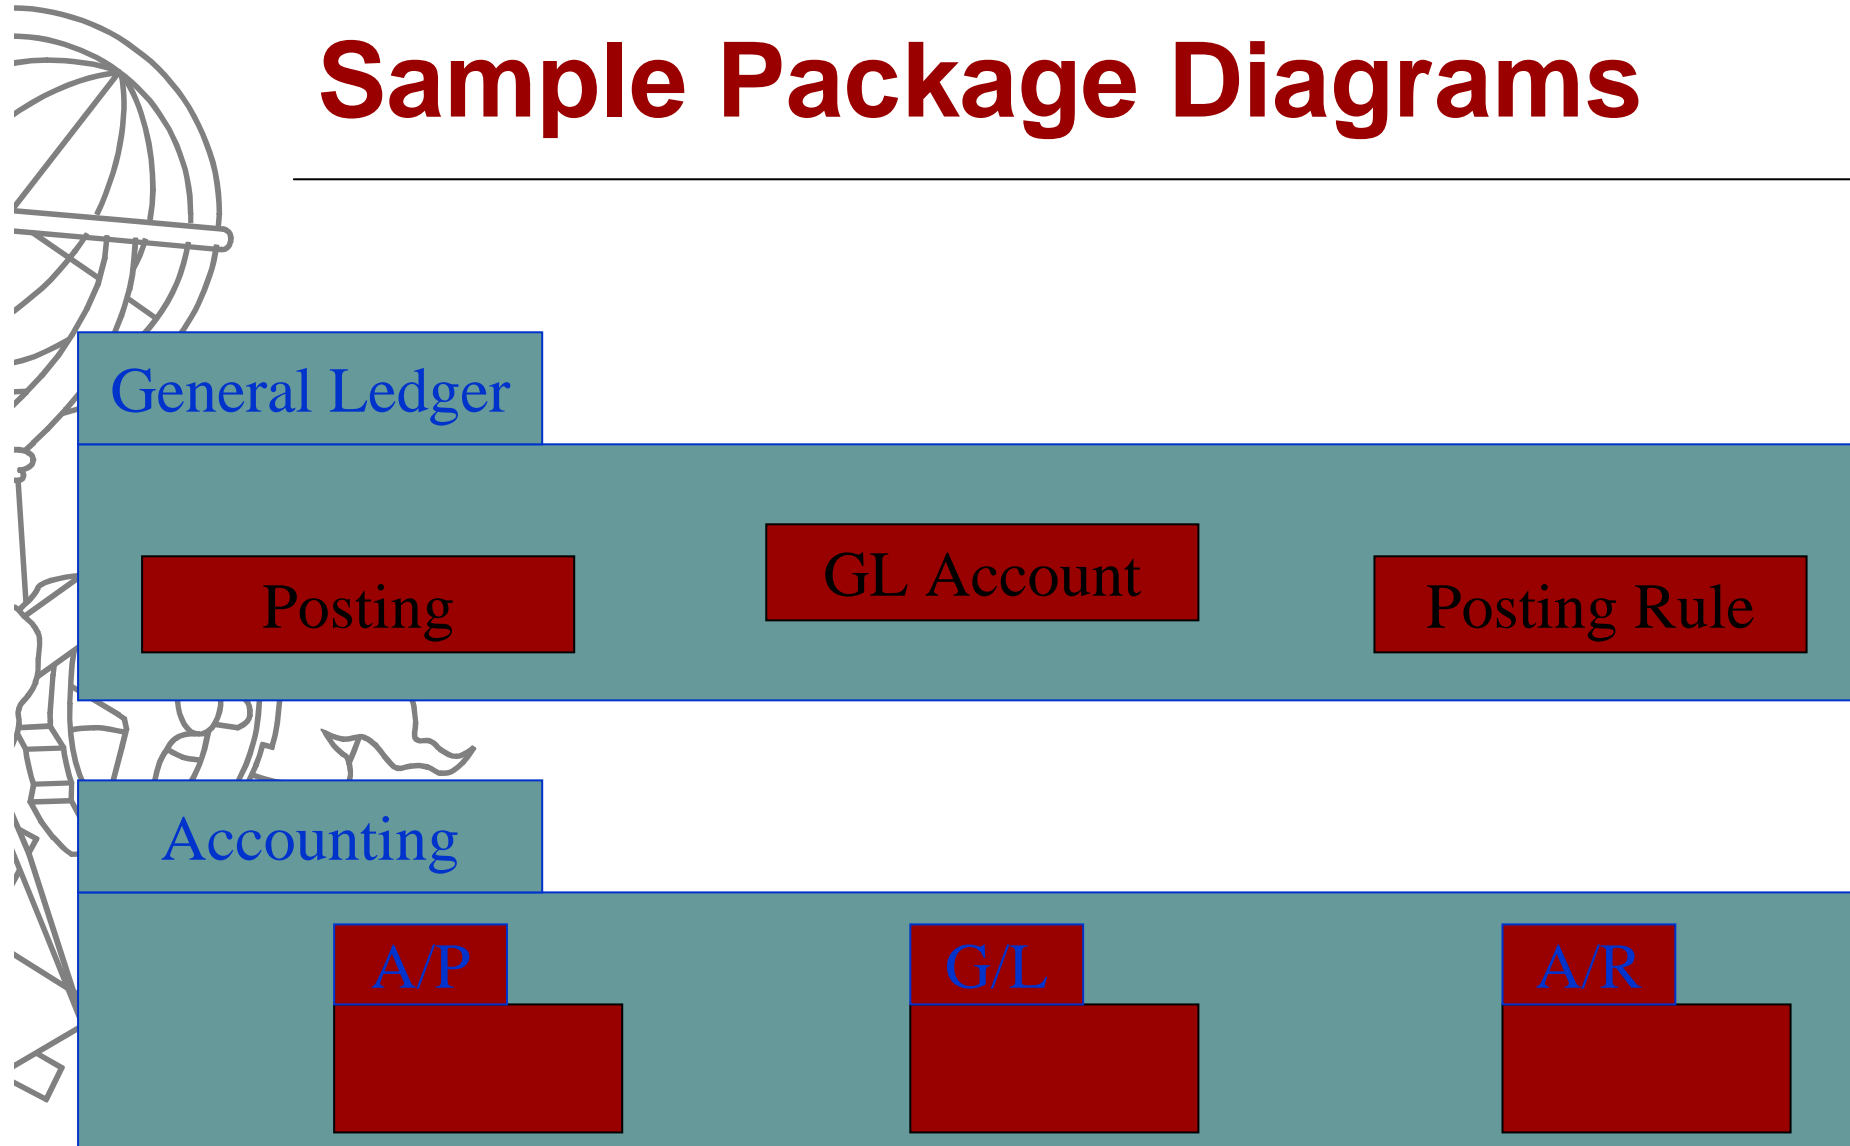 Sample Package Diagrams
General Ledger
Posting
GL Account
Posting Rule
Accounting
A/P
G/L
A/R